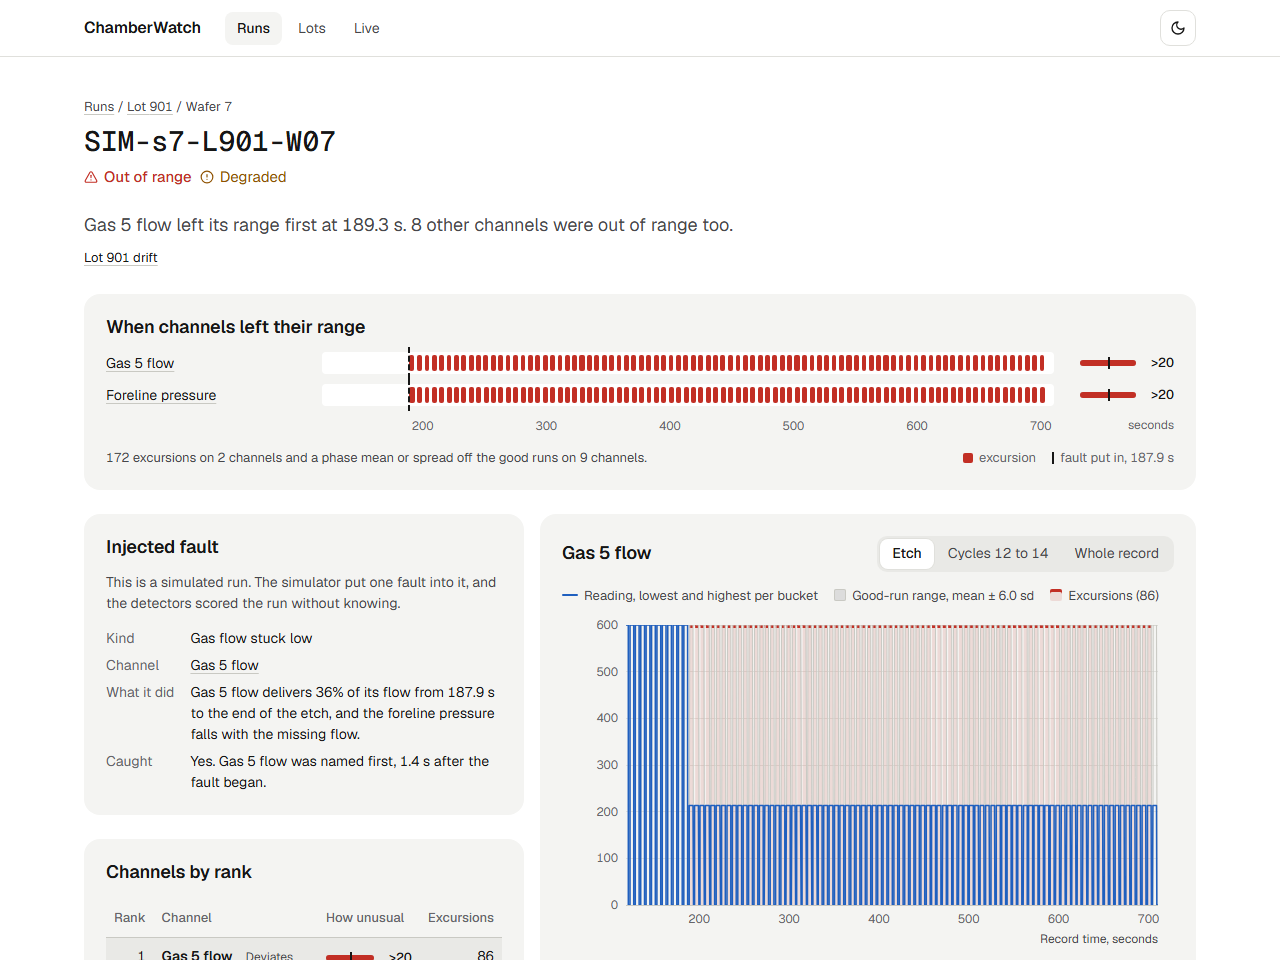 ChamberWatch Runs Lots Live
Runs / Lot 901 / Wafer 7
SIM-s7-L901-W07
Out of range Degraded
Gas 5 flow left its range first at 189.3 s. 8 other channels were out of range too.
Lot 901 drift
When channels left their range
Gas 5 flow >20
Foreline pressure >20
200 300 400 500 600 700 seconds
172 excursions on 2 channels and a phase mean or spread off the good runs on 9 channels. excursion fault put in, 187.9 s
Injected fault
This is a simulated run. The simulator put one fault into it, and
the detectors scored the run without knowing.
Kind Gas flow stuck low
Channel Gas 5 flow
What it did Gas 5 flow delivers 36% of its flow from 187.9 s
to the end of the etch, and the foreline pressure
falls with the missing flow.
Caught Yes. Gas 5 flow was named first, 1.4 s after the
fault began.
Channels by rank
Rank Channel How unusual Excursions
1 Gas 5 flow Deviates >20 86
Gas 5 flow Etch Cycles 12 to 14 Whole record
Reading, lowest and highest per bucket Good-run range, mean ± 6.0 sd Excursions (86)
600
500
400
300
200
100
0
200 300 400 500 600 700
Record time, seconds